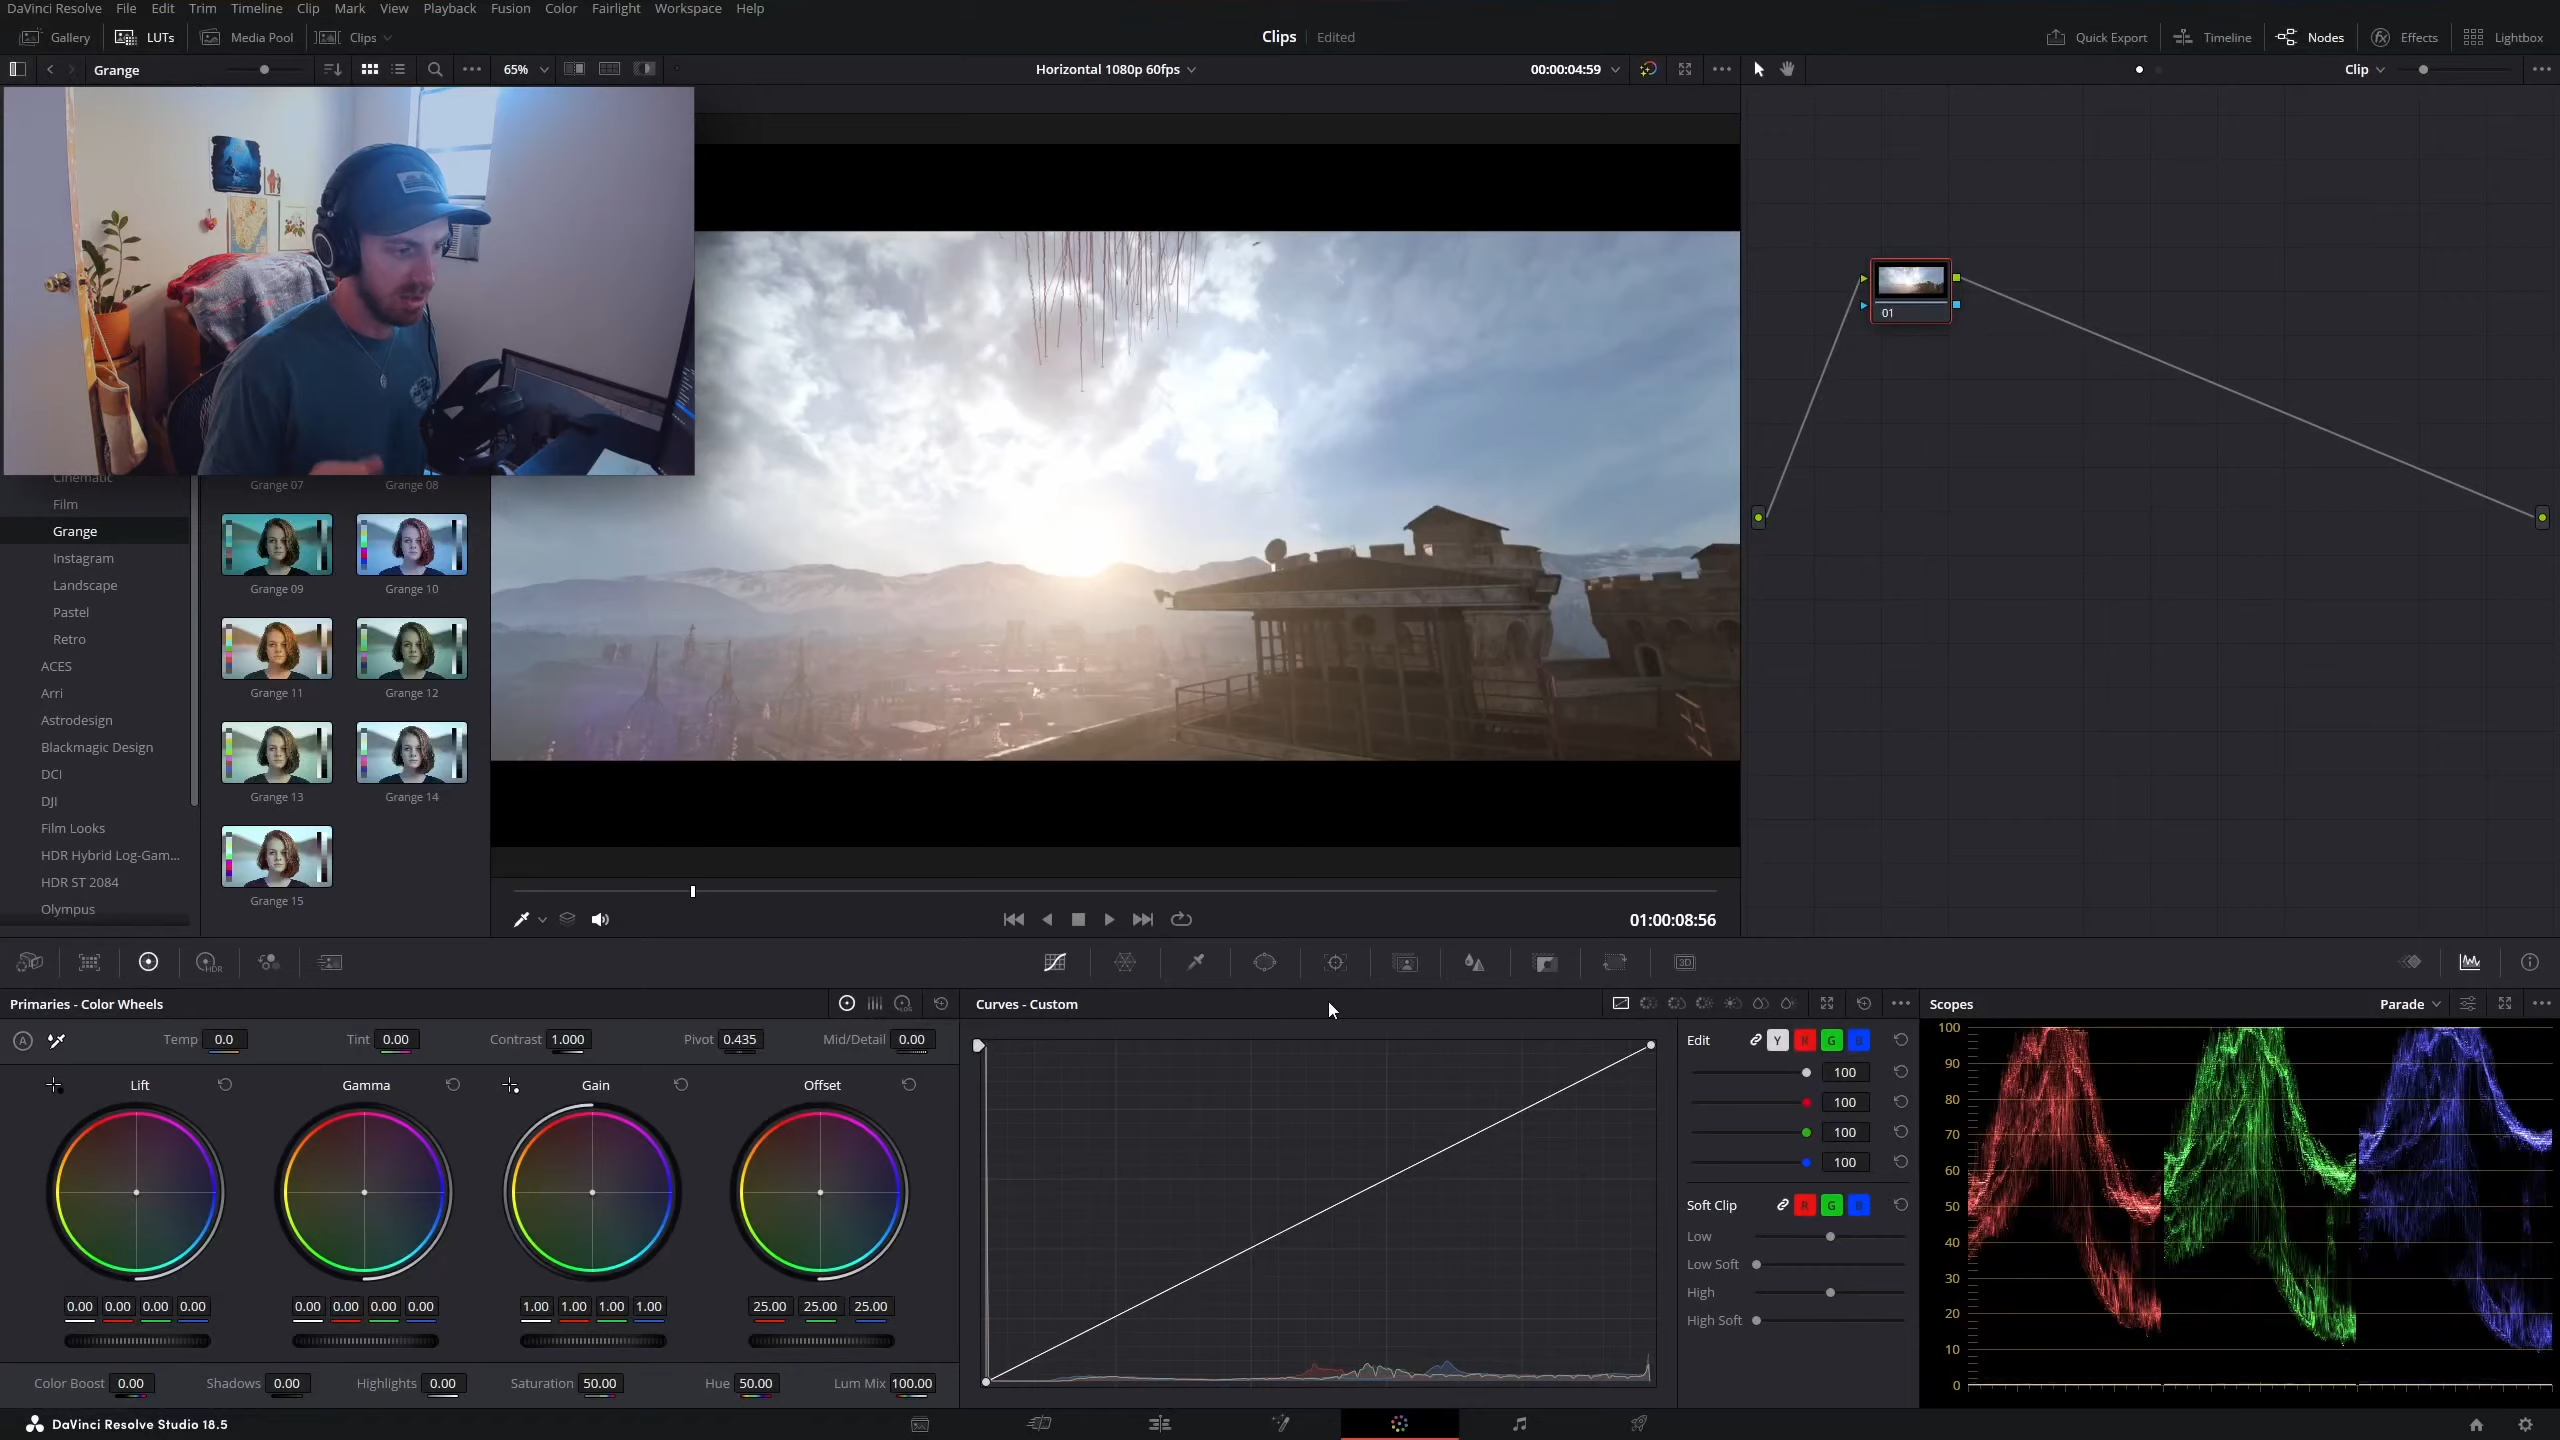 DaVinci Resolve File Edit Trim Timeline Clip Mark View Playback Fusion Color Fairlight Workspace Help
Gallery LUTs Media Pool Clips Clips Edited Quick Export Timeline Nodes Effects Lightbox
Grange 65% Horizontal 1080p 60fps 00:00:04:59 Clip
01
Cinematic
Film
Grange
Instagram
Landscape
Pastel
Retro
ACES
Arri
Astrodesign
Blackmagic Design
DCI
DJI
Film Looks
HDR Hybrid Log-Gam...
HDR ST 2084
Olympus
Grange 07 Grange 08
Grange 09 Grange 10
Grange 11 Grange 12
Grange 13 Grange 14
Grange 15
01:00:08:56
HDR
3D
Primaries - Color Wheels
LOG
A Temp 0.0 Tint 0.00 Contrast 1.000 Pivot 0.435 Mid/Detail 0.00
Lift Gamma Gain Offset
0.00 0.00 0.00 0.00 0.00 0.00 0.00 0.00 1.00 1.00 1.00 1.00 25.00 25.00 25.00
Color Boost 0.00 Shadows 0.00 Highlights 0.00 Saturation 50.00 Hue 50.00 Lum Mix 100.00
Curves - Custom
Edit Y R G B
100
100
100
100
Soft Clip R G B
Low
Low Soft
High
High Soft
Scopes Parade
100
90
80
70
60
50
40
30
20
10
0
DaVinci Resolve Studio 18.5